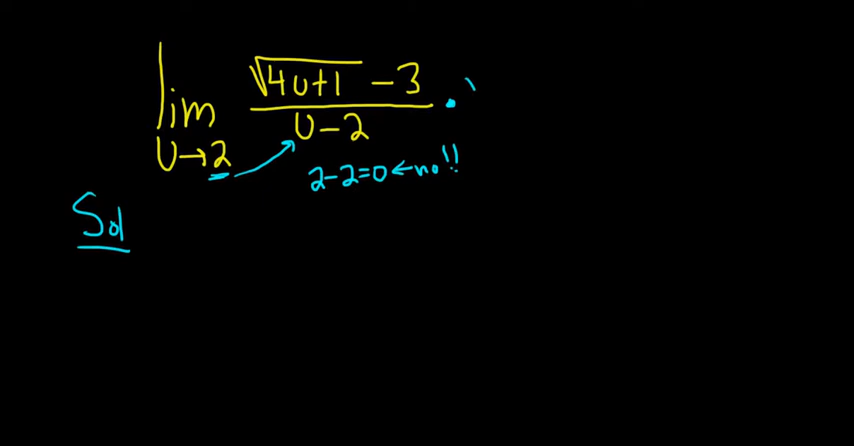 lim U→2 (√(4U+1) − 3)/(U − 2) ·
2 − 2 = 0 ← no!!
Sol